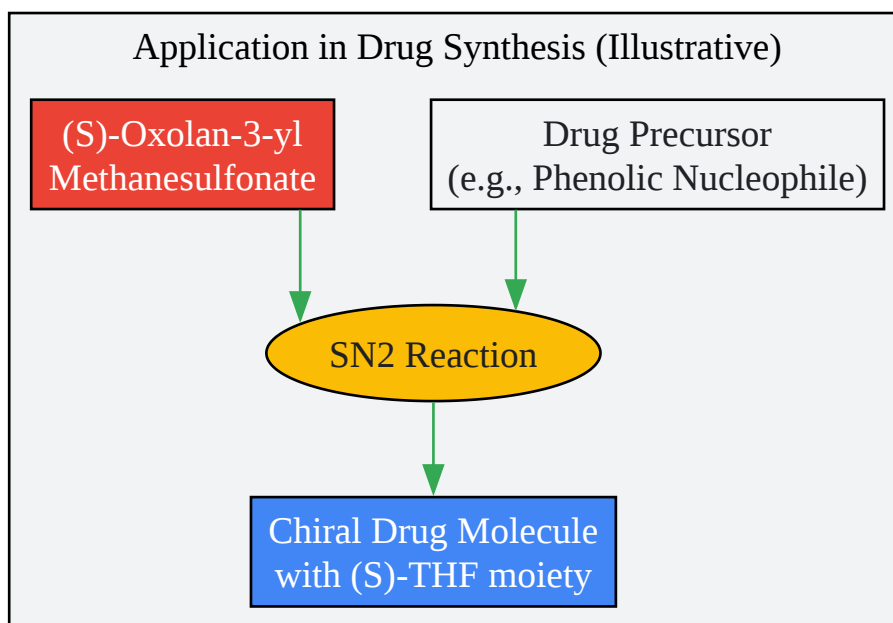 Application in Drug Synthesis (Illustrative)
(S)-Oxolan-3-yl
Methanesulfonate
Drug Precursor
(e.g., Phenolic Nucleophile)
SN2 Reaction
Chiral Drug Molecule
with (S)-THF moiety